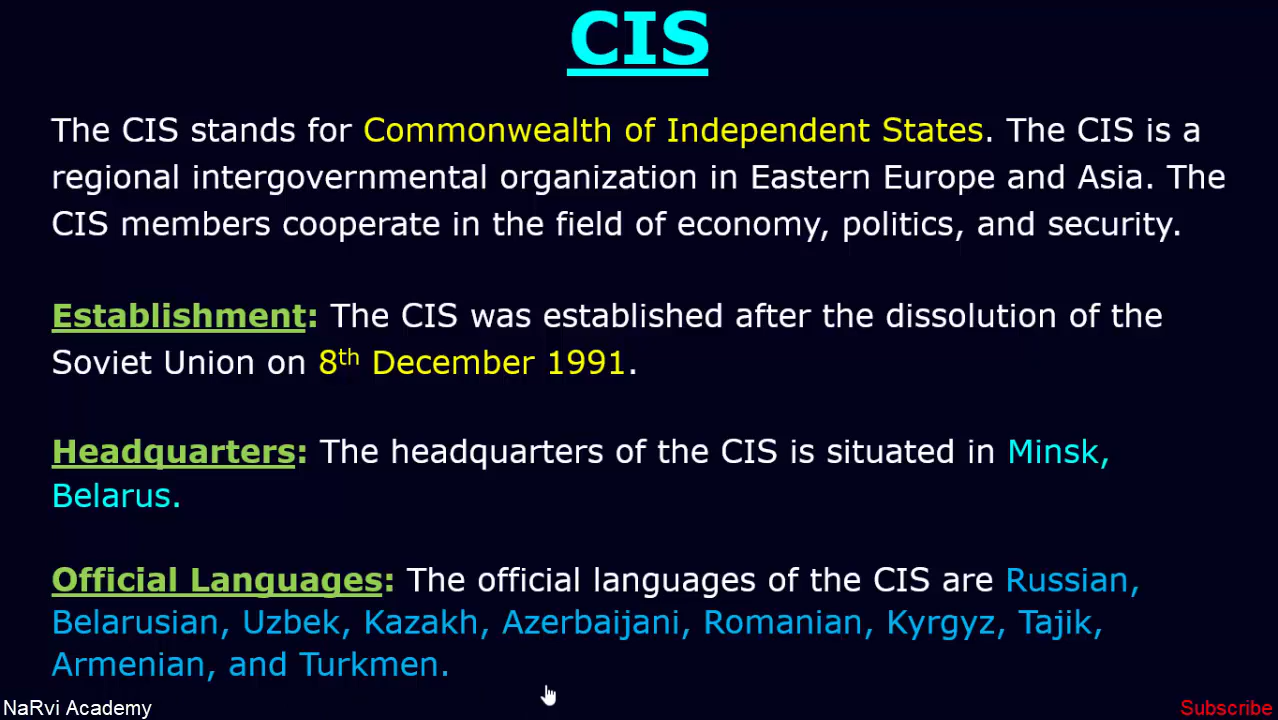 CIS
The CIS stands for Commonwealth of Independent States. The CIS is a
regional intergovernmental organization in Eastern Europe and Asia. The
CIS members cooperate in the field of economy, politics, and security.
Establishment: The CIS was established after the dissolution of the
Soviet Union on 8th December 1991.
Headquarters: The headquarters of the CIS is situated in Minsk,
Belarus.
Official Languages: The official languages of the CIS are Russian,
Belarusian, Uzbek, Kazakh, Azerbaijani, Romanian, Kyrgyz, Tajik,
Armenian, and Turkmen.
NaRvi Academy
Subscribe